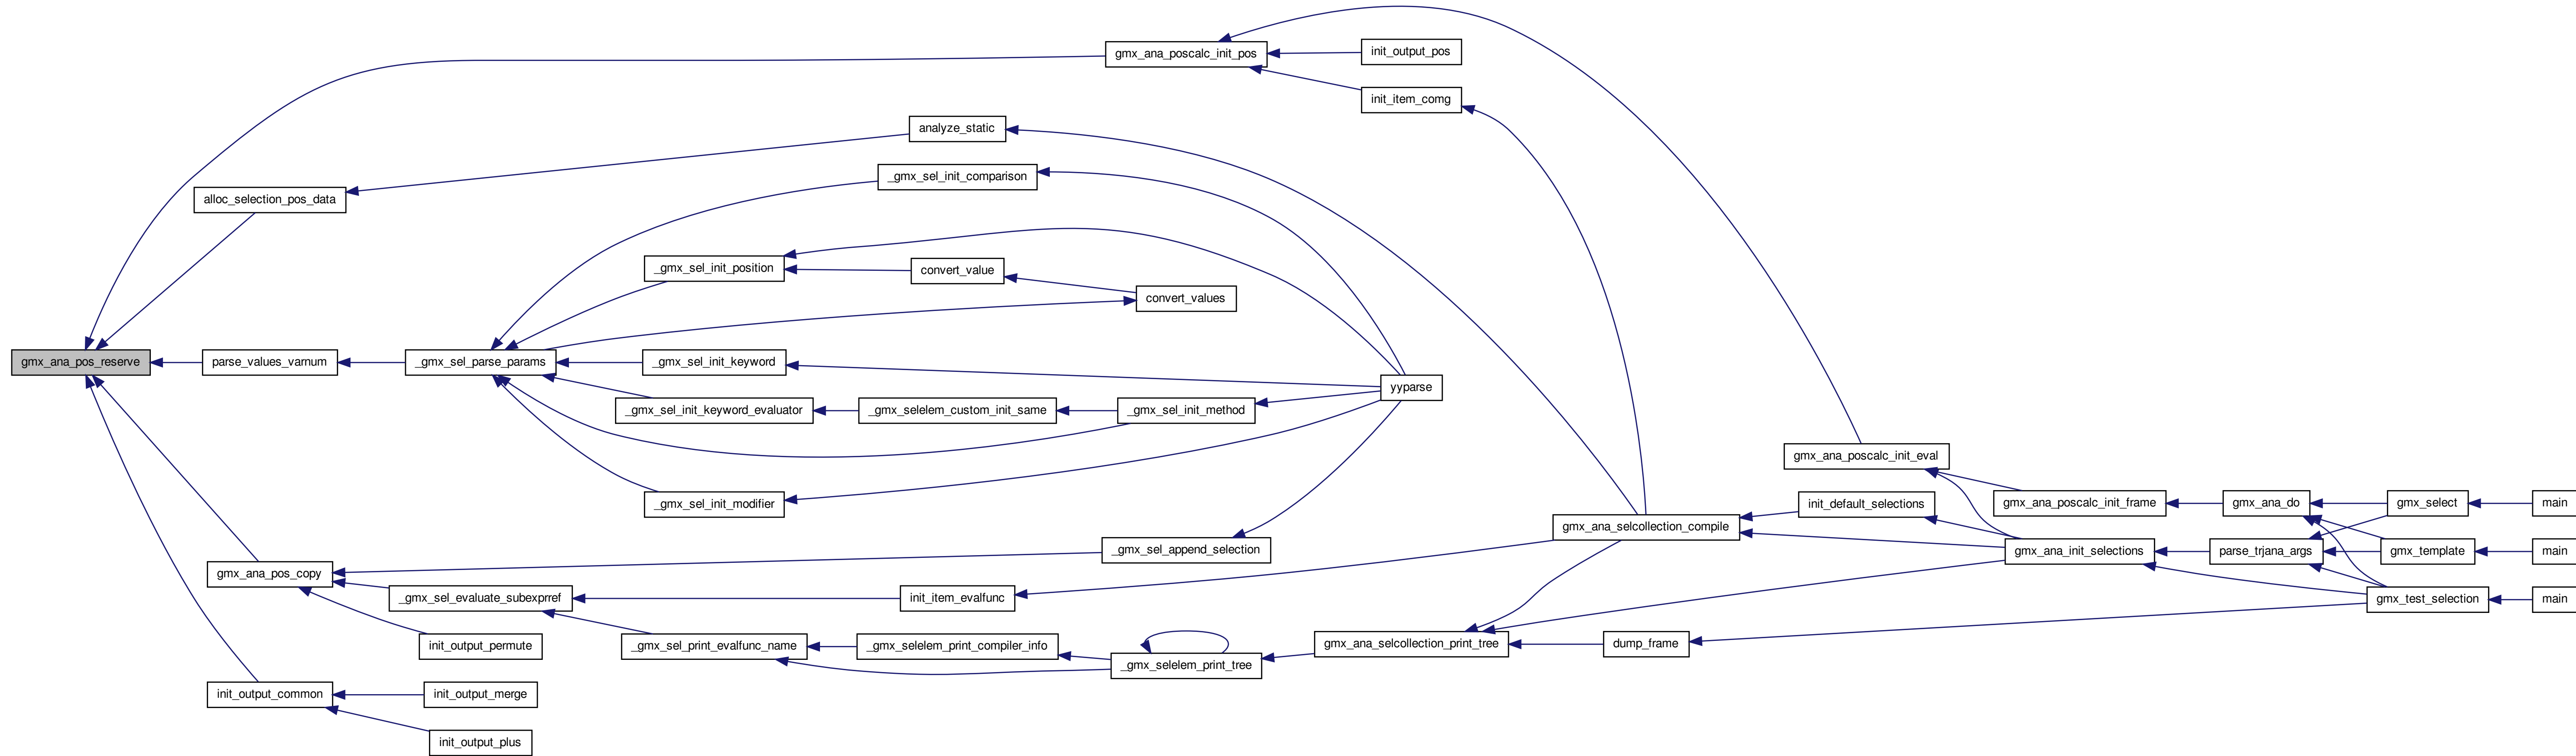 gmx_ana_poscalc_init_pos
init_output_pos
init_item_comg
analyze_static
_gmx_sel_init_comparison
alloc_selection_pos_data
_gmx_sel_init_position
convert_value
convert_values
gmx_ana_pos_reserve
parse_values_varnum
_gmx_sel_parse_params
_gmx_sel_init_keyword
yyparse
_gmx_sel_init_keyword_evaluator
_gmx_selelem_custom_init_same
_gmx_sel_init_method
gmx_ana_poscalc_init_eval
_gmx_sel_init_modifier
init_default_selections
gmx_ana_poscalc_init_frame
gmx_ana_do
gmx_select
main
gmx_ana_selcollection_compile
_gmx_sel_append_selection
gmx_ana_init_selections
parse_trjana_args
gmx_template
main
gmx_ana_pos_copy
_gmx_sel_evaluate_subexprref
init_item_evalfunc
gmx_test_selection
main
init_output_permute
_gmx_sel_print_evalfunc_name
_gmx_selelem_print_compiler_info
_gmx_selelem_print_tree
gmx_ana_selcollection_print_tree
dump_frame
init_output_common
init_output_merge
init_output_plus